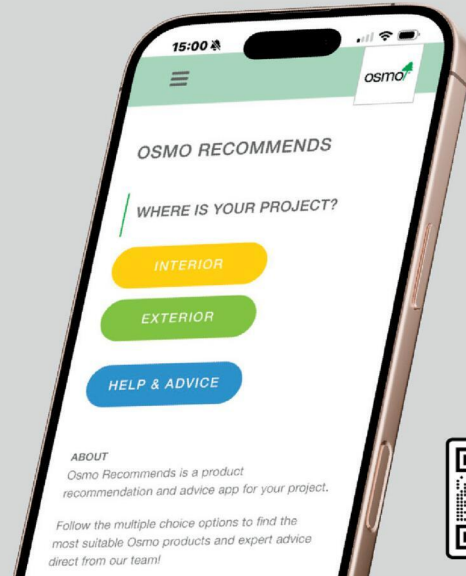 15:00
osmo
OSMO RECOMMENDS
WHERE IS YOUR PROJECT?
INTERIOR
EXTERIOR
HELP & ADVICE
ABOUT
Osmo Recommends is a product
recommendation and advice app for your project.
Follow the multiple choice options to find the
most suitable Osmo products and expert advice
direct from our team!